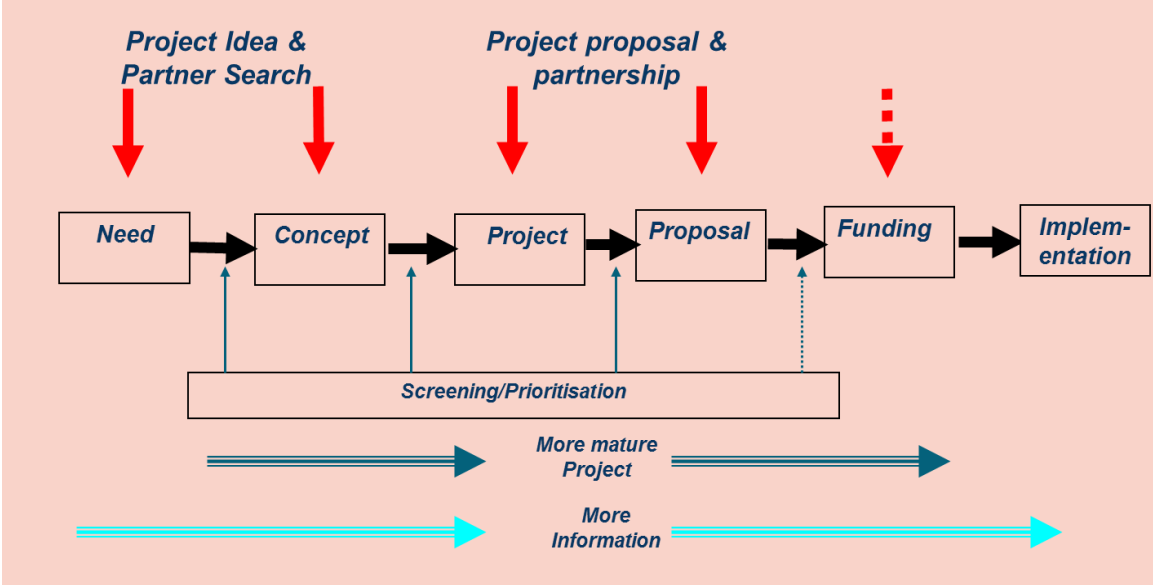 Project Idea &
Partner Search
Project proposal &
partnership
Need
Concept
Project
Proposal
Funding
Implem-
entation
Screening/Prioritisation
More mature
Project
More
Information